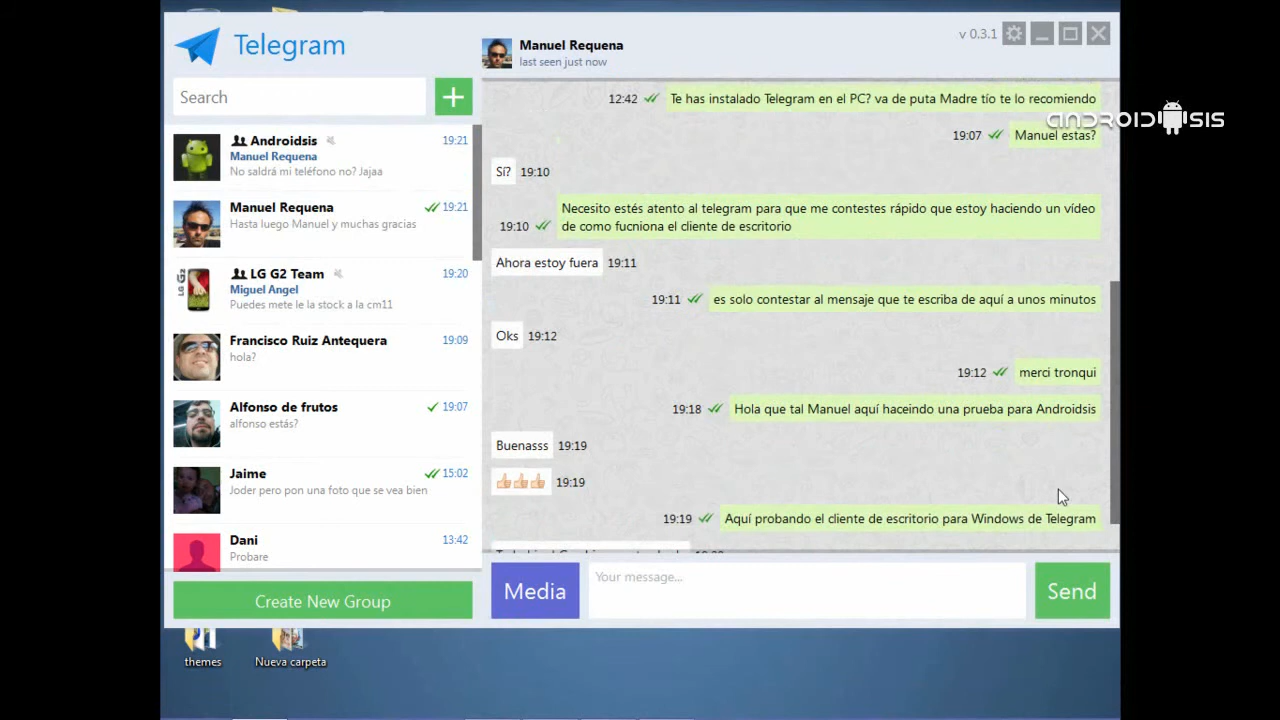 Telegram
Search
+
Androidsis 19:21
Manuel Requena
No saldrá mi teléfono no? Jajaa
Manuel Requena 19:21
Hasta luego Manuel y muchas gracias
LG G2 Team 19:20
Miguel Angel
Puedes mete le la stock a la cm11
Francisco Ruiz Antequera 19:09
hola?
Alfonso de frutos 19:07
alfonso estás?
Jaime 15:02
Joder pero pon una foto que se vea bien
Dani 13:42
Probare
Create New Group
Manuel Requena
last seen just now
v 0.3.1
ANDROIDSIS
12:42 Te has instalado Telegram en el PC? va de puta Madre tío te lo recomiendo
19:07 Manuel estas?
Sí? 19:10
Necesito estés atento al telegram para que me contestes rápido que estoy haciendo un vídeo
19:10 de como fucniona el cliente de escritorio
Ahora estoy fuera 19:11
19:11 es solo contestar al mensaje que te escriba de aquí a unos minutos
Oks 19:12
19:12 merci tronqui
19:18 Hola que tal Manuel aquí haceindo una prueba para Androidsis
Buenasss 19:19
👍👍👍 19:19
19:19 Aquí probando el cliente de escritorio para Windows de Telegram
Media
Your message...
Send
themes
Nueva carpeta